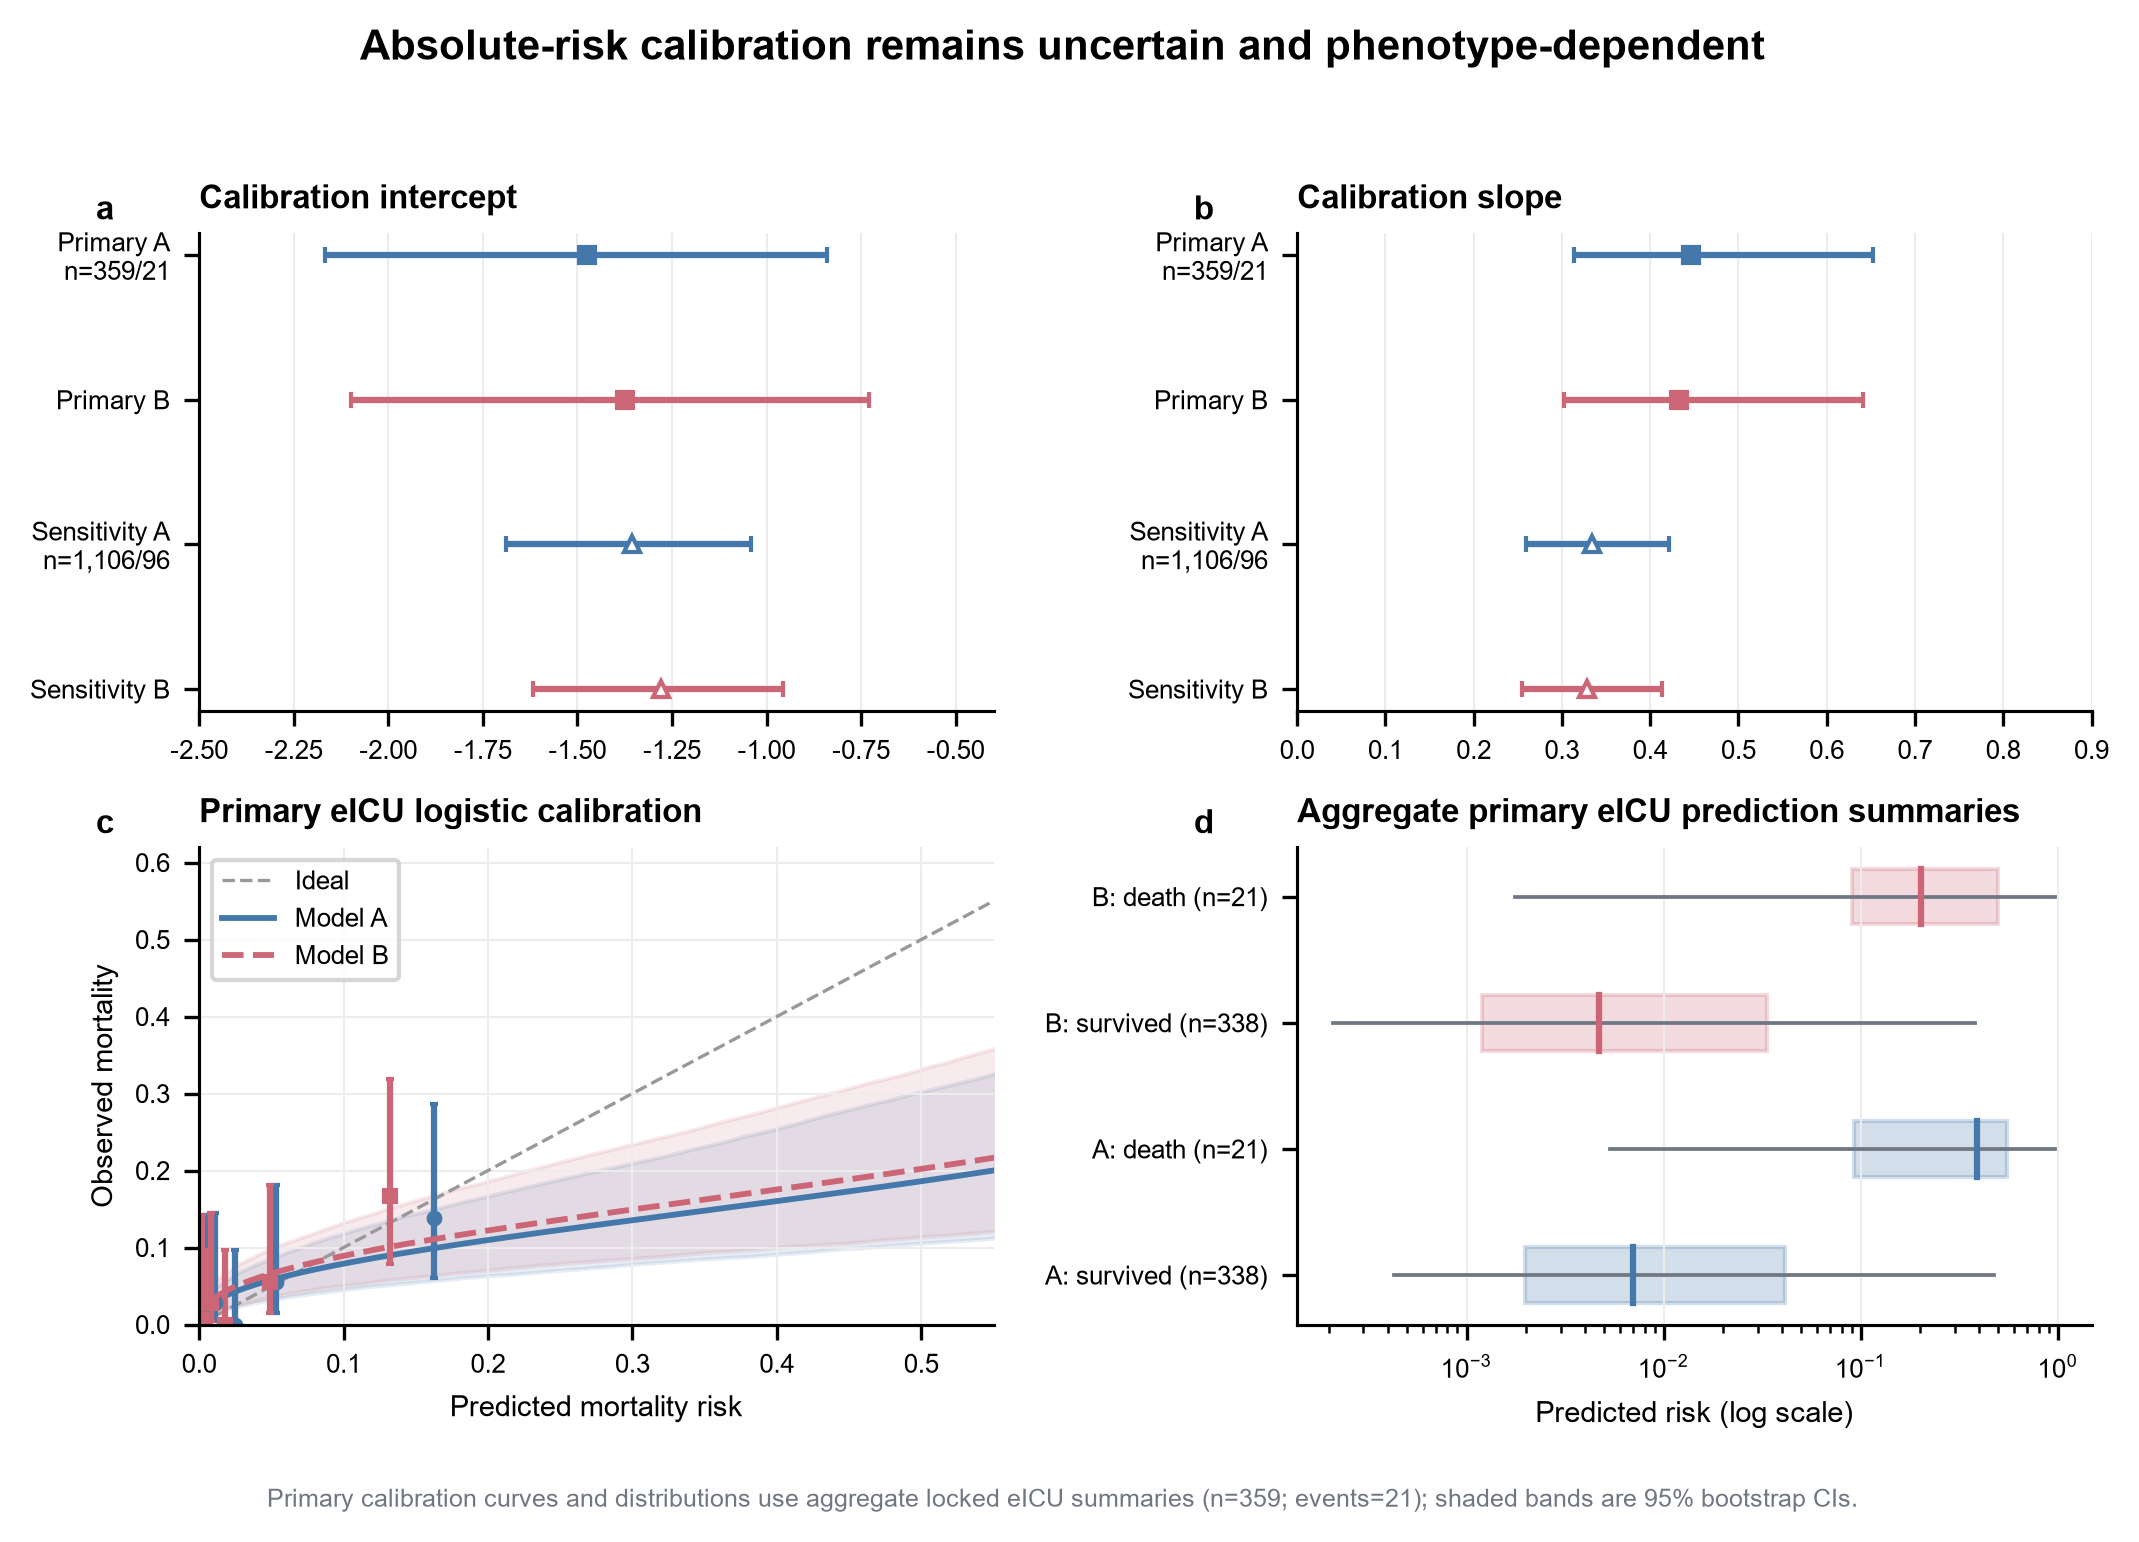 Absolute-risk calibration remains uncertain and phenotype-dependent
a
Calibration intercept
Primary A
n=359/21
Primary B
Sensitivity A
n=1,106/96
Sensitivity B
-2.50 -2.25 -2.00 -1.75 -1.50 -1.25 -1.00 -0.75 -0.50
b
Calibration slope
Primary A
n=359/21
Primary B
Sensitivity A
n=1,106/96
Sensitivity B
0.0 0.1 0.2 0.3 0.4 0.5 0.6 0.7 0.8 0.9
c
Primary eICU logistic calibration
Ideal
Model A
Model B
Observed mortality
0.6
0.5
0.4
0.3
0.2
0.1
0.0
0.0 0.1 0.2 0.3 0.4 0.5
Predicted mortality risk
d
Aggregate primary eICU prediction summaries
B: death (n=21)
B: survived (n=338)
A: death (n=21)
A: survived (n=338)
10⁻³ 10⁻² 10⁻¹ 10⁰
Predicted risk (log scale)
Primary calibration curves and distributions use aggregate locked eICU summaries (n=359; events=21); shaded bands are 95% bootstrap CIs.